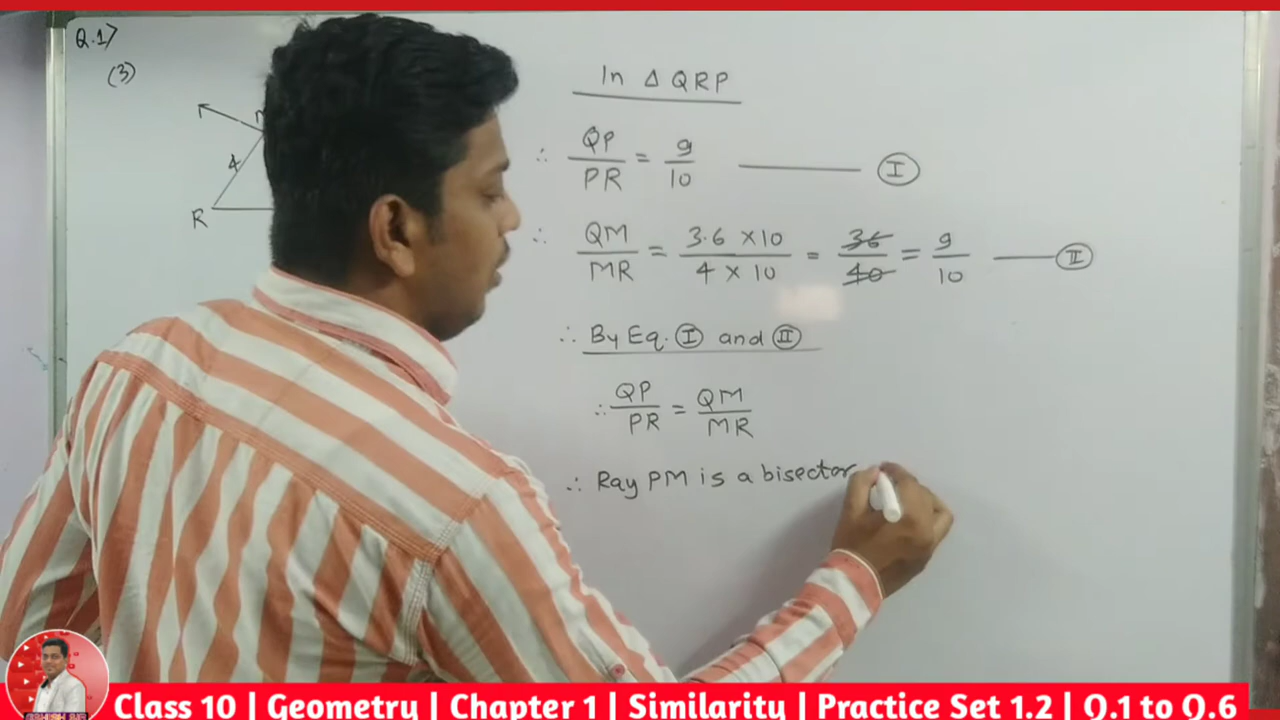 Q.1>
(3)
4
R
In △ QRP
∴ QP/PR = 9/10 ——— Ⓘ
∴ QM/MR = 3.6 ×10/4 × 10 = 36/40 = 9/10 —— Ⓘ︎Ⓘ
∴ By Eq. Ⓘ and Ⓘ︎Ⓘ
∴ QP/PR = QM/MR
∴ Ray PM is a bisector
Class 10 | Geometry | Chapter 1 | Similarity | Practice Set 1.2 | Q.1 to Q.6